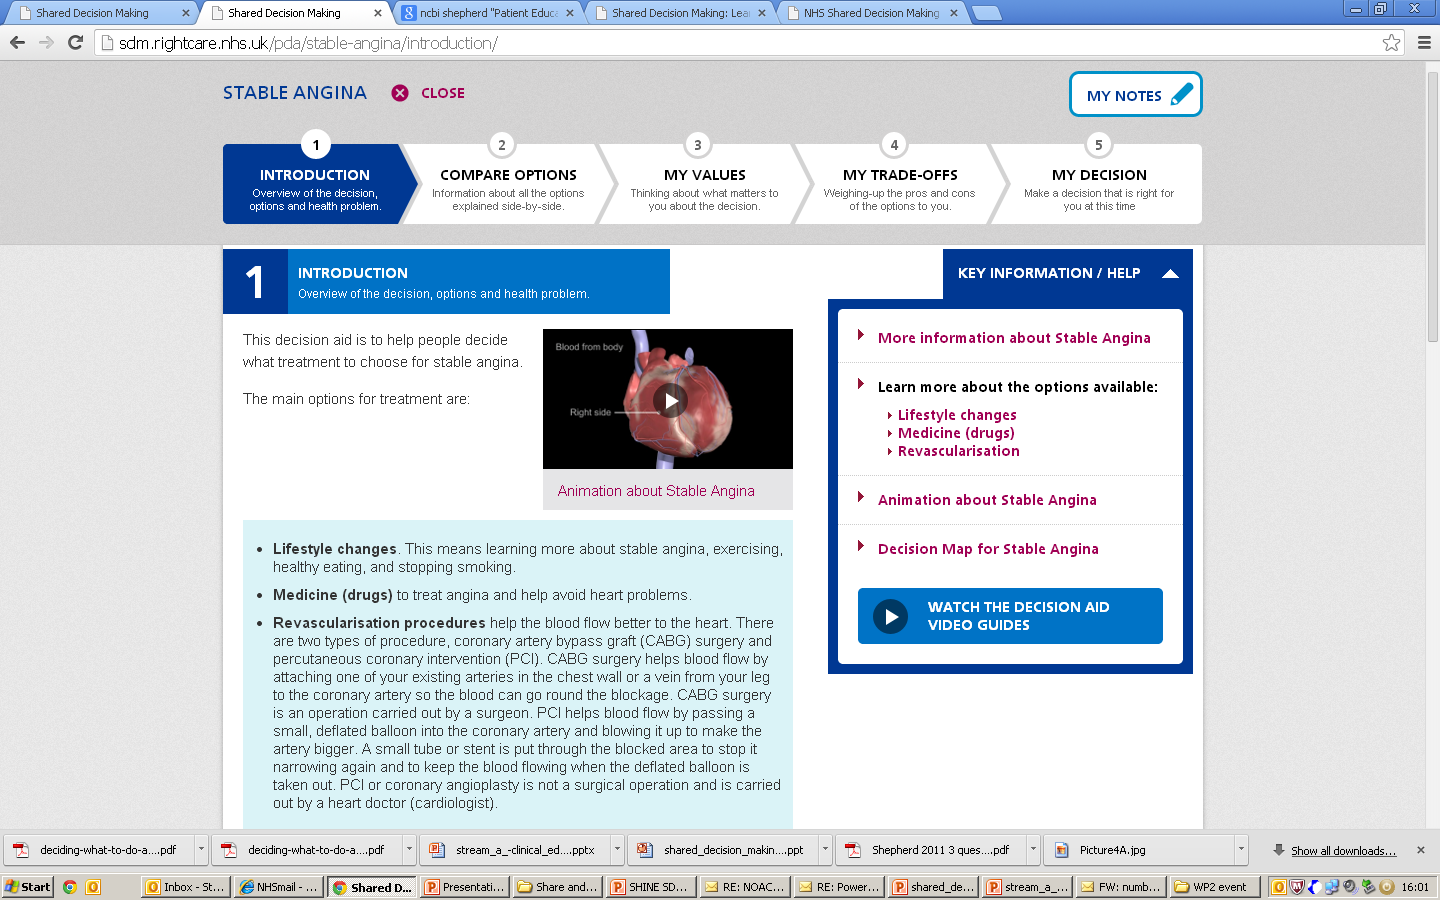 Shared Decision Making
Shared Decision Making
ncbi shepherd "Patient Educa
Shared Decision Making: Lea
NHS Shared Decision Making
sdm.rightcare.nhs.uk/pda/stable-angina/introduction/
STABLE ANGINA
CLOSE
MY NOTES
1
INTRODUCTION
Overview of the decision,
options and health problem.
2
COMPARE OPTIONS
Information about all the options
explained side-by-side.
3
MY VALUES
Thinking about what matters to
you about the decision.
4
MY TRADE-OFFS
Weighing-up the pros and cons
of the options to you.
5
MY DECISION
Make a decision that is right for
you at this time
1
INTRODUCTION
Overview of the decision, options and health problem.
This decision aid is to help people decide
what treatment to choose for stable angina.
The main options for treatment are:
Blood from body
Right side
Animation about Stable Angina
• Lifestyle changes. This means learning more about stable angina, exercising,
healthy eating, and stopping smoking.
• Medicine (drugs) to treat angina and help avoid heart problems.
• Revascularisation procedures help the blood flow better to the heart. There
are two types of procedure, coronary artery bypass graft (CABG) surgery and
percutaneous coronary intervention (PCI). CABG surgery helps blood flow by
attaching one of your existing arteries in the chest wall or a vein from your leg
to the coronary artery so the blood can go round the blockage. CABG surgery
is an operation carried out by a surgeon. PCI helps blood flow by passing a
small, deflated balloon into the coronary artery and blowing it up to make the
artery bigger. A small tube or stent is put through the blocked area to stop it
narrowing again and to keep the blood flowing when the deflated balloon is
taken out. PCI or coronary angioplasty is not a surgical operation and is carried
out by a heart doctor (cardiologist).
KEY INFORMATION / HELP
More information about Stable Angina
Learn more about the options available:
Lifestyle changes
Medicine (drugs)
Revascularisation
Animation about Stable Angina
Decision Map for Stable Angina
WATCH THE DECISION AID
VIDEO GUIDES
deciding-what-to-do-a....pdf
deciding-what-to-do-a....pdf
stream_a_-clinical_ed....pptx
shared_decision_makin....ppt
Shepherd 2011 3 ques....pdf
Picture4A.jpg
Show all downloads...
Start
Inbox - St...
NHSmail - ...
Shared D...
Presentati...
Share and...
SHINE SD...
RE: NOAC...
RE: Power...
shared_de...
stream_a_...
FW: numb...
WP2 event
16:01